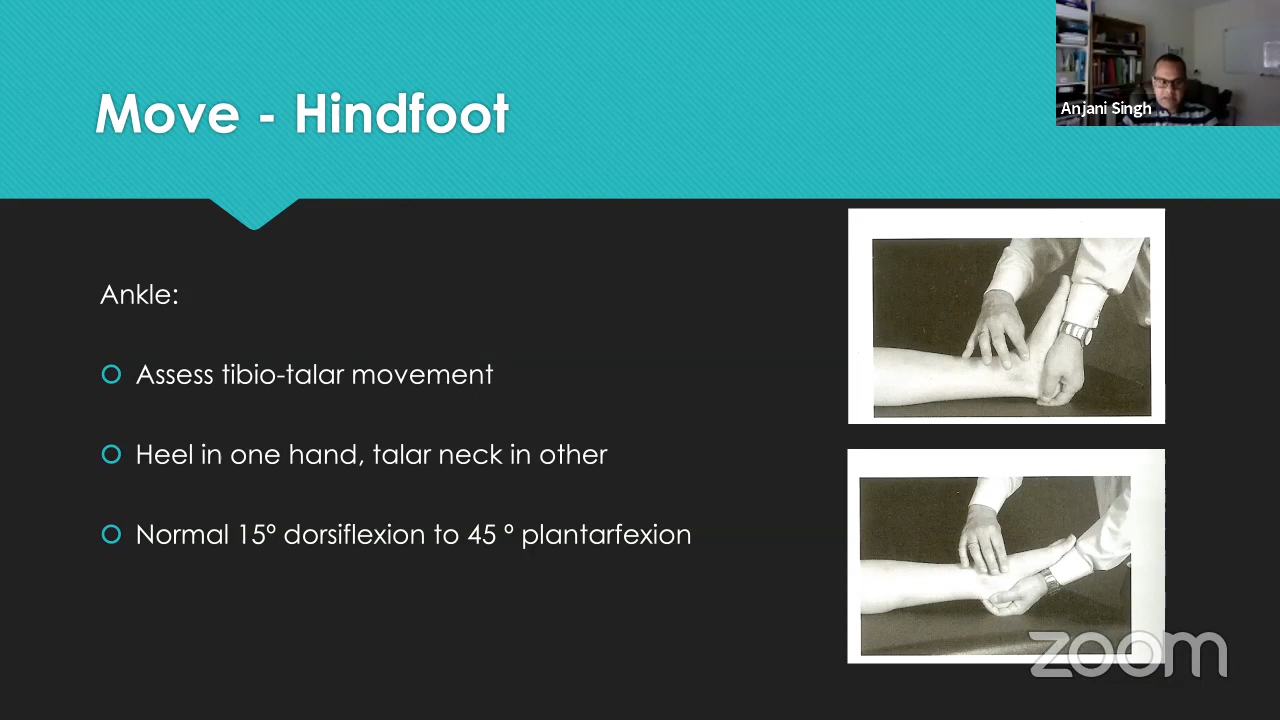 Move - Hindfoot
Anjani Singh
Ankle:
Assess tibio-talar movement
Heel in one hand, talar neck in other
Normal 15º dorsiflexion to 45 º plantarfexion
zoom